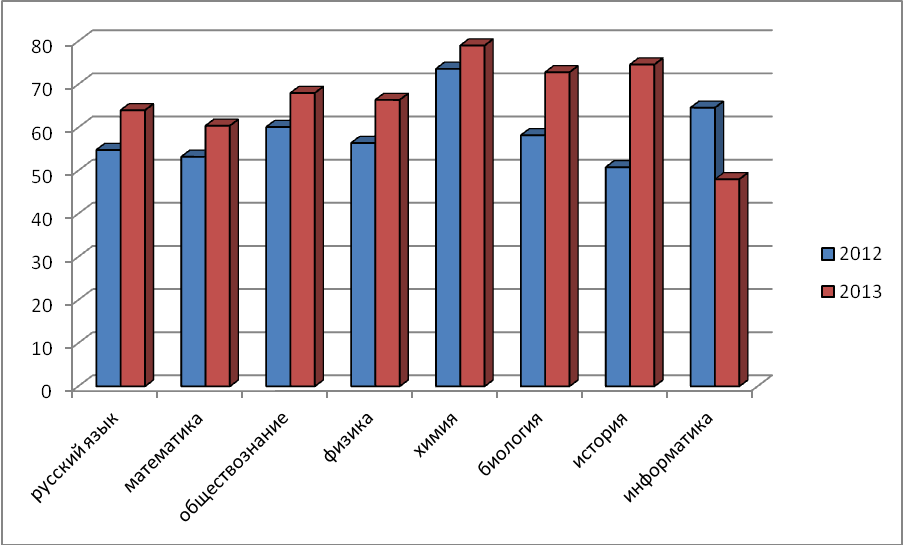 80
70
60
50
40
30
20
10
0
русский язык
математика
обществознание
физика
химия
биология
история
информатика
2012
2013